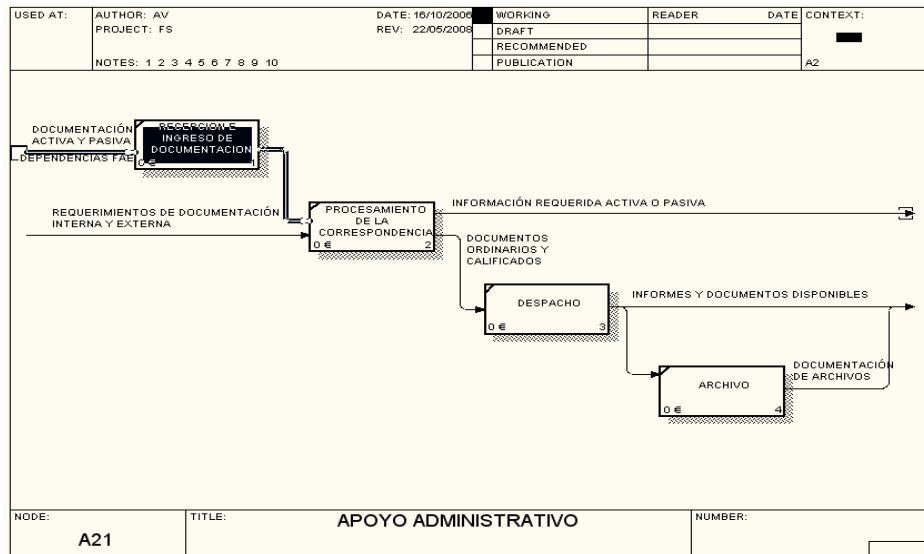 USED AT:
AUTHOR: AV
DATE: 16/10/2006
PROJECT: FS
REV: 22/05/2008
NOTES: 1 2 3 4 5 6 7 8 9 10
WORKING
DRAFT
RECOMMENDED
PUBLICATION
READER
DATE
CONTEXT:
A2
DOCUMENTACIÓN
ACTIVA Y PASIVA
DEPENDENCIAS FAE
RECEPCION E
INGRESO DE
DOCUMENTACION
0 €
1
REQUERIMIENTOS DE DOCUMENTACIÓN
INTERNA Y EXTERNA
PROCESAMIENTO
DE LA
CORRESPONDENCIA
0 €
2
INFORMACIÓN REQUERIDA ACTIVA O PASIVA
DOCUMENTOS
ORDINARIOS Y
CALIFICADOS
DESPACHO
0 €
3
INFORMES Y DOCUMENTOS DISPONIBLES
ARCHIVO
0 €
4
DOCUMENTACIÓN
DE ARCHIVOS
NODE:
A21
TITLE:
APOYO ADMINISTRATIVO
NUMBER: